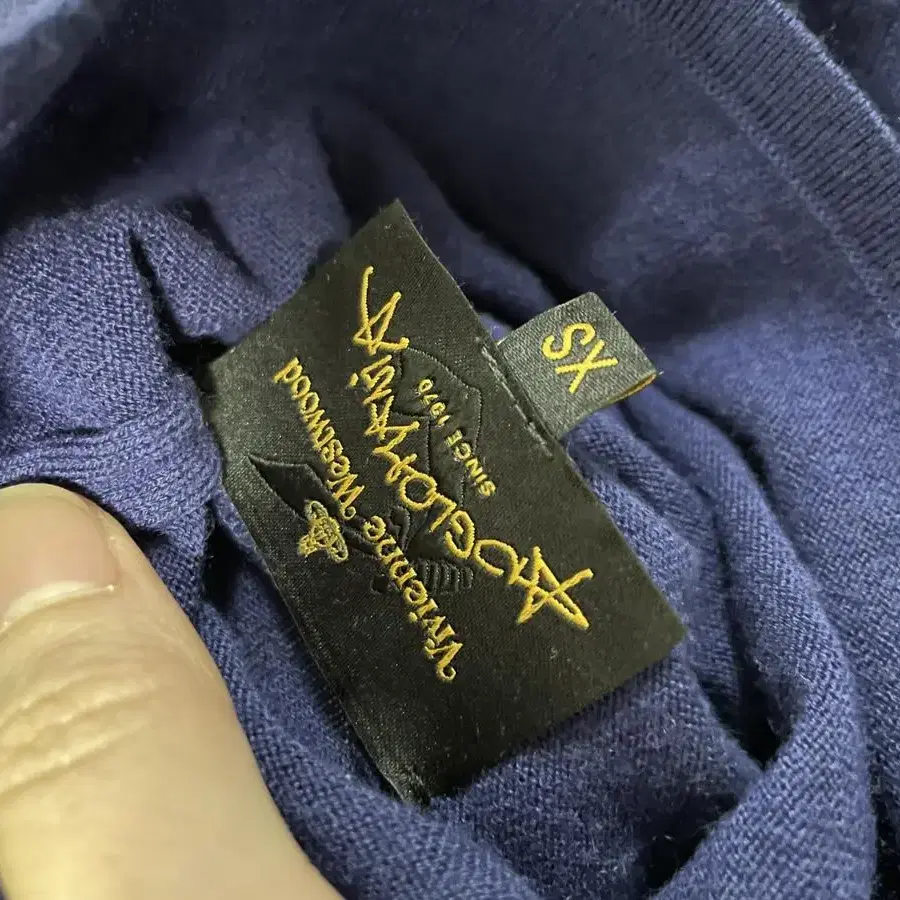 ANGLOMANIA
SINCE 1976
Vivienne Westwood
XS